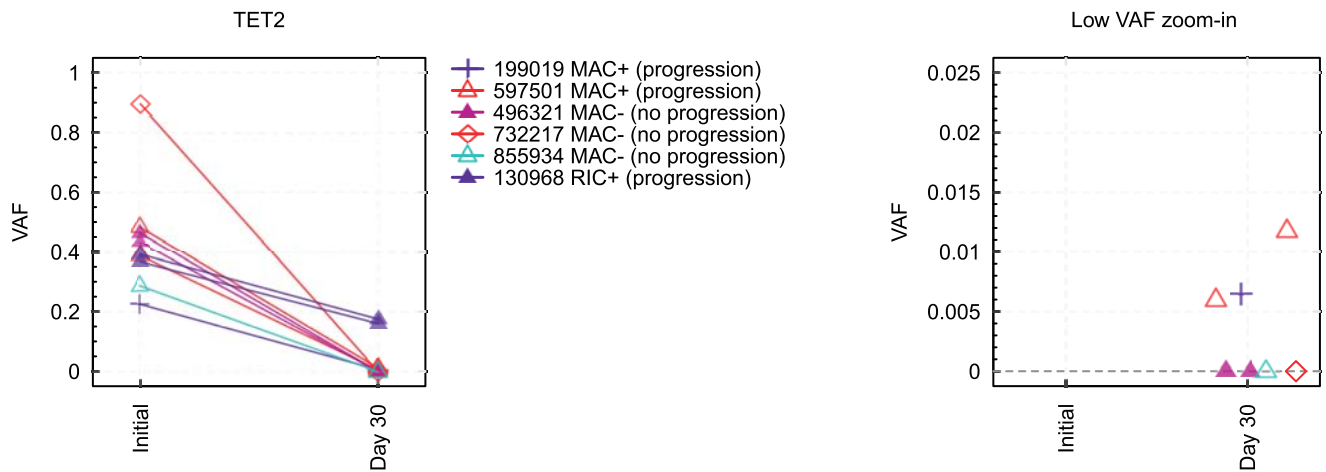 TET2
VAF
1
0.8
0.6
0.4
0.2
0
Initial
Day 30
199019 MAC+ (progression)
597501 MAC+ (progression)
496321 MAC- (no progression)
732217 MAC- (no progression)
855934 MAC- (no progression)
130968 RIC+ (progression)
Low VAF zoom-in
VAF
0.025
0.02
0.015
0.01
0.005
0
Initial
Day 30